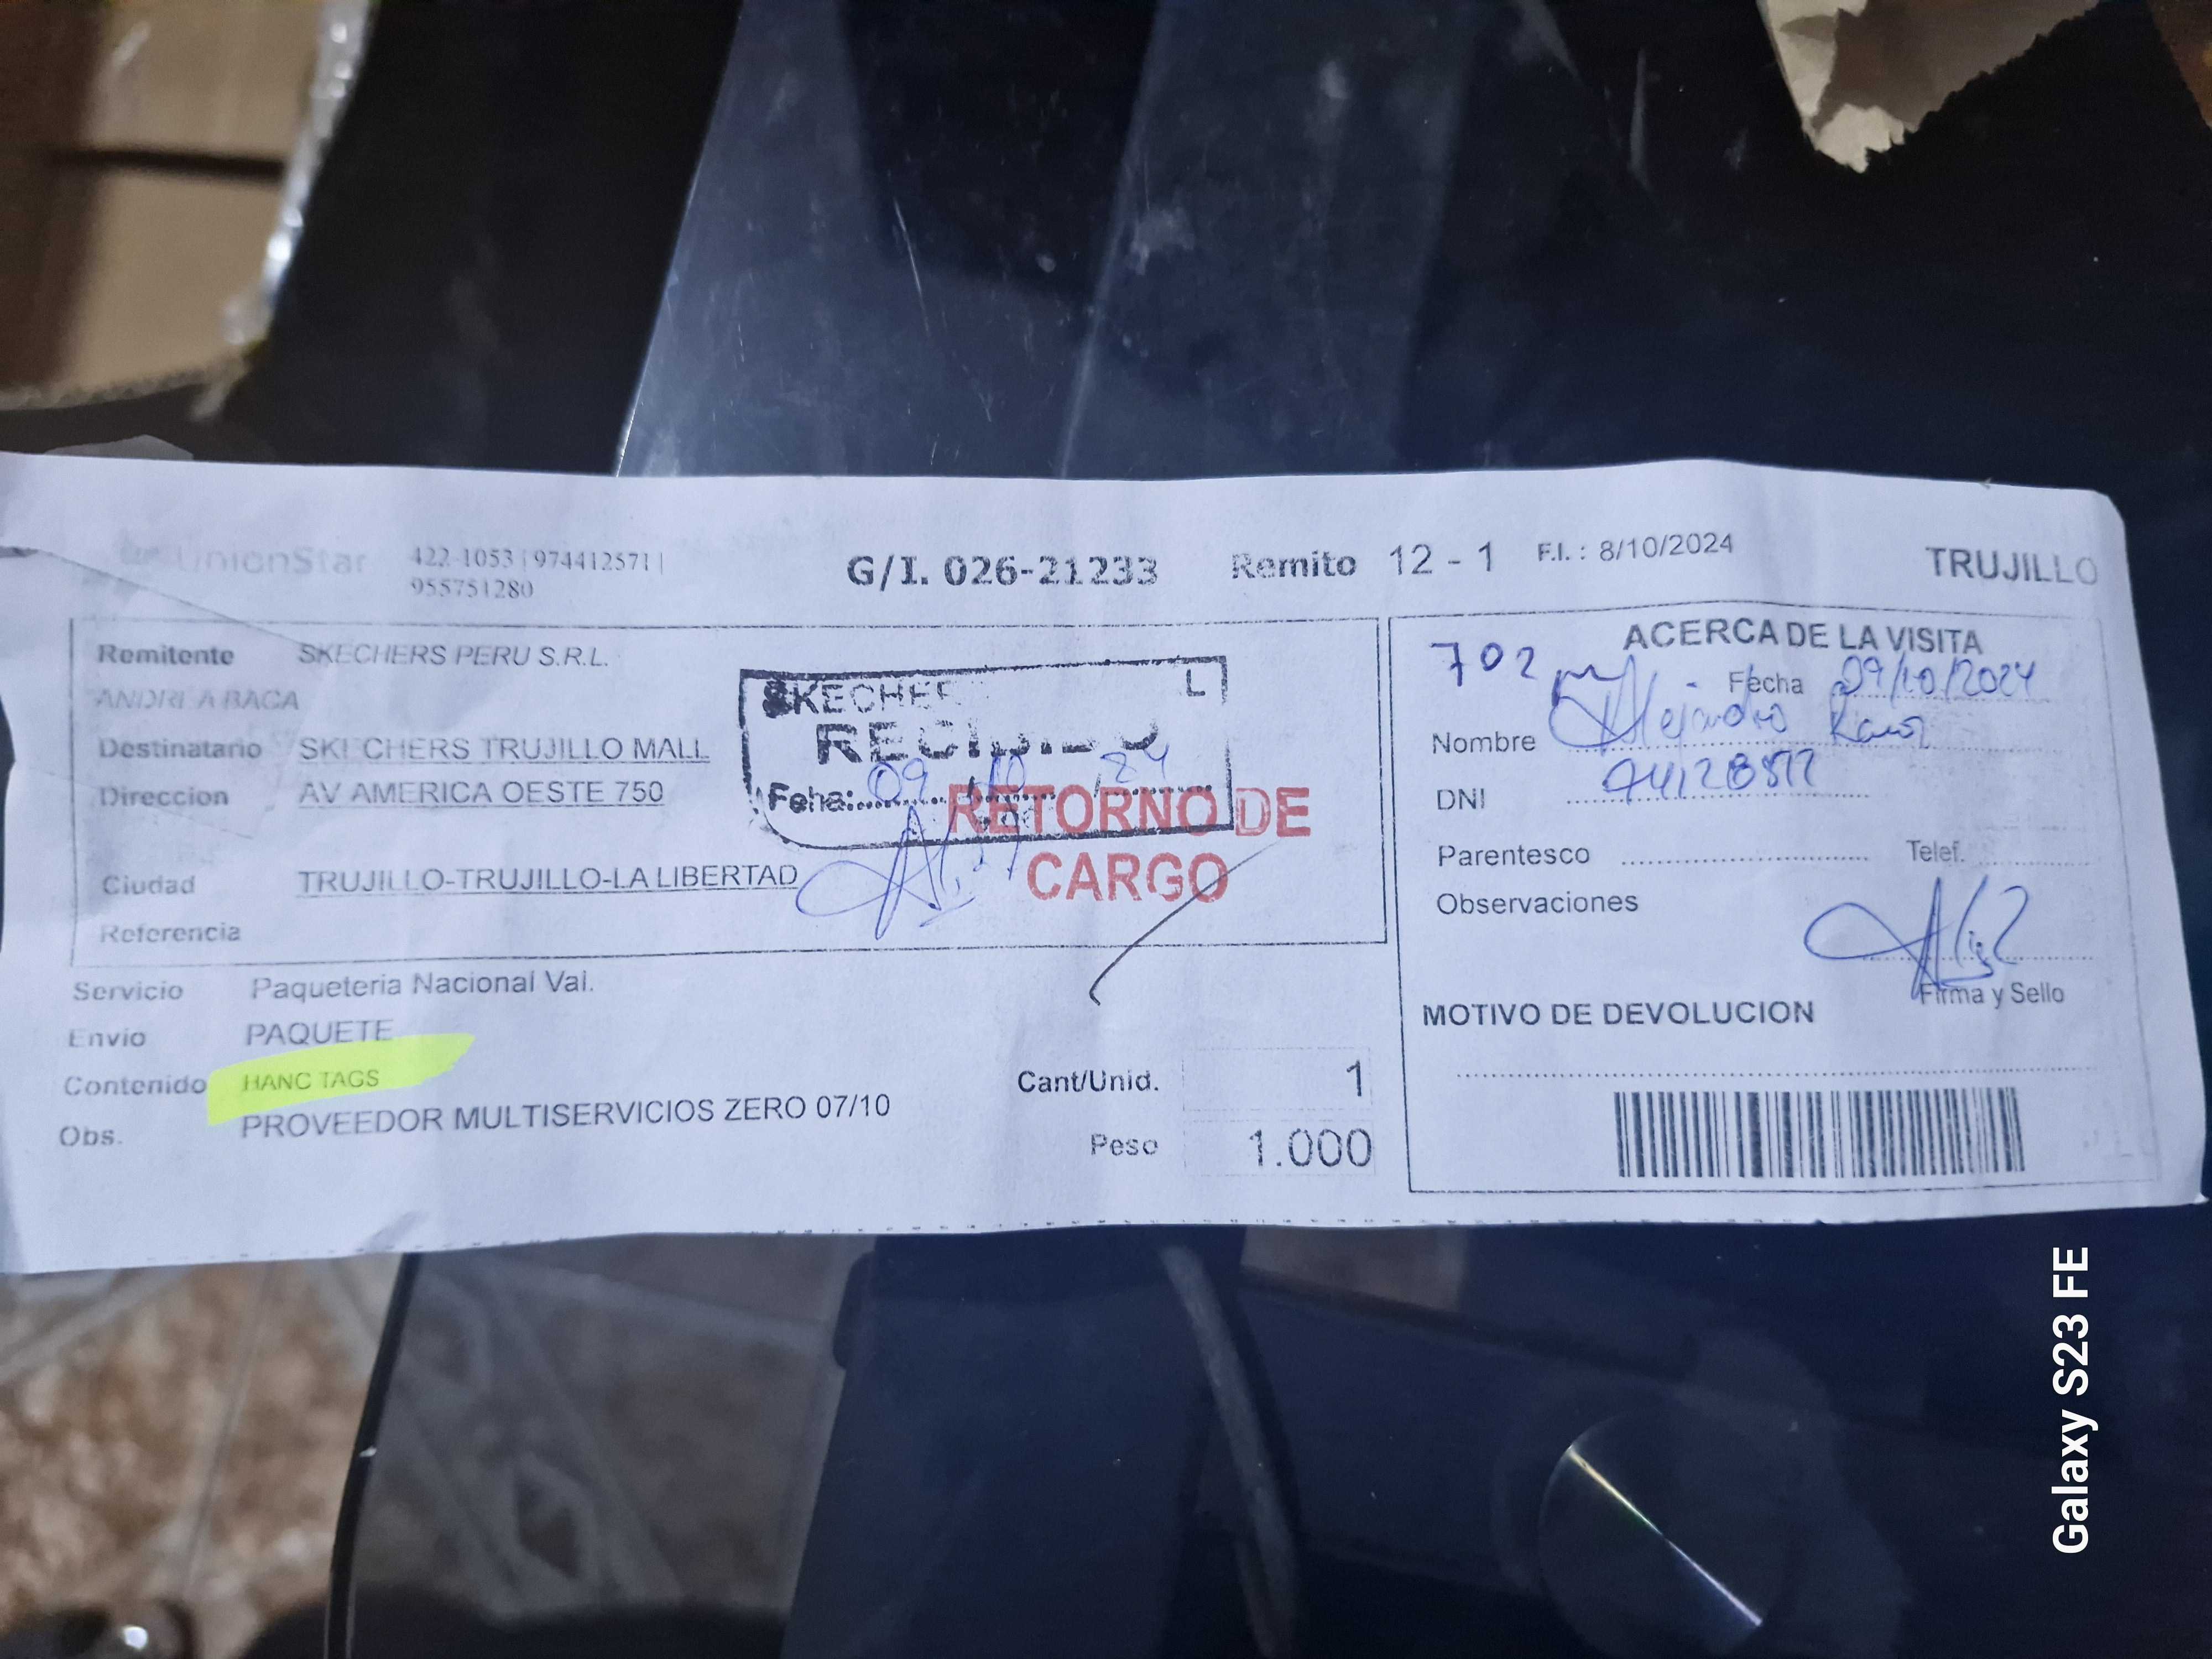 UnionStar 422-1053 | 974412571 |
955751280
G/I. 026-21233 Remito 12 - 1 F.I. : 8/10/2024 TRUJILLO
Remitente SKECHERS PERU S.R.L.
ANDREA BACA
Destinatario SKECHERS TRUJILLO MALL
Direccion AV AMERICA OESTE 750
Ciudad TRUJILLO-TRUJILLO-LA LIBERTAD
Referencia
SKECHER L
RECIBIDO
Feha: 09 / 10 / 24
RETORNO DE
CARGO
Servicio Paqueteria Nacional Val.
Envio PAQUETE
Contenido HANC TAGS
Obs. PROVEEDOR MULTISERVICIOS ZERO 07/10
Cant/Unid. 1
Peso 1.000
ACERCA DE LA VISITA
702
Fecha 09/10/2024
Nombre Alejandro
DNI
Parentesco Telef.
Observaciones
Firma y Sello
MOTIVO DE DEVOLUCION
Galaxy S23 FE